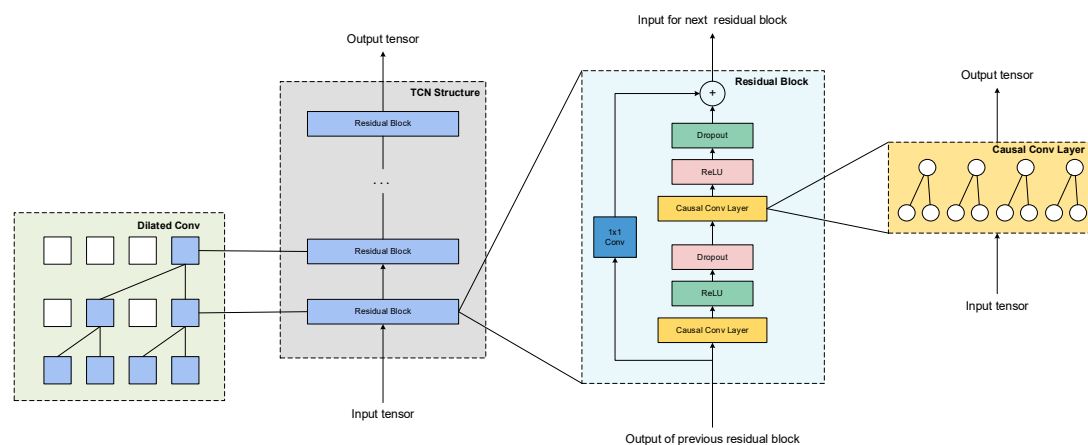 Input for next residual block
Output tensor
TCN Structure
Residual Block
...
Residual Block
Residual Block
Input tensor
Dilated Conv
Residual Block
+
Dropout
ReLU
Causal Conv Layer
1x1
Conv
Dropout
ReLU
Causal Conv Layer
Output of previous residual block
Output tensor
Causal Conv Layer
Input tensor